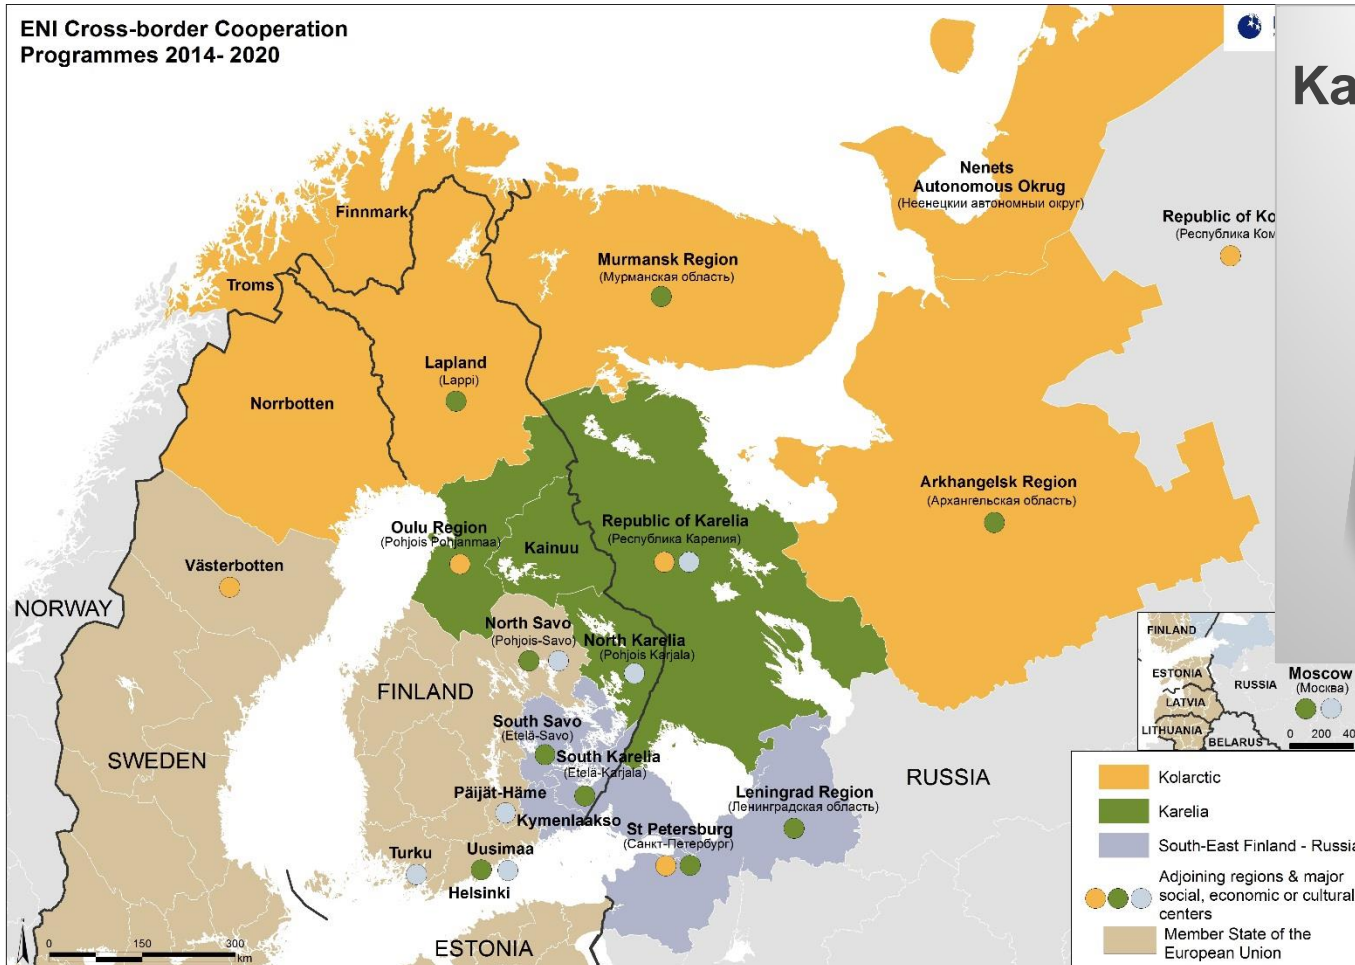 ENI Cross-border Cooperation
Programmes 2014- 2020
Ka
Nenets
Autonomous Okrug
(Неенецкии автономныи округ)
Republic of Ko
(Республика Ком
Finnmark
Murmansk Region
(Мурманская область)
Troms
Lapland
(Lappi)
Norrbotten
Arkhangelsk Region
(Архангельская область)
Oulu Region
(Pohjois Pohjanmaa)
Kainuu
Republic of Karelia
(Республика Карелия)
Västerbotten
NORWAY
North Savo
(Pohjois-Savo)
North Karelia
(Pohjois Karjala)
FINLAND
South Savo
(Etelä-Savo)
South Karelia
(Etelä-Karjala)
SWEDEN
Päijät-Häme
Kymenlaakso
Leningrad Region
(Ленинградская область)
RUSSIA
St Petersburg
(Санкт-Петербург)
Turku
Uusimaa
Helsinki
ESTONIA
0 150 300
km
FINLAND
ESTONIA
RUSSIA
LATVIA
LITHUANIA
BELARUS
Moscow
(Москва)
0 200 40
Kolarctic
Karelia
South-East Finland - Russia
Adjoining regions & major
social, economic or cultural
centers
Member State of the
European Union